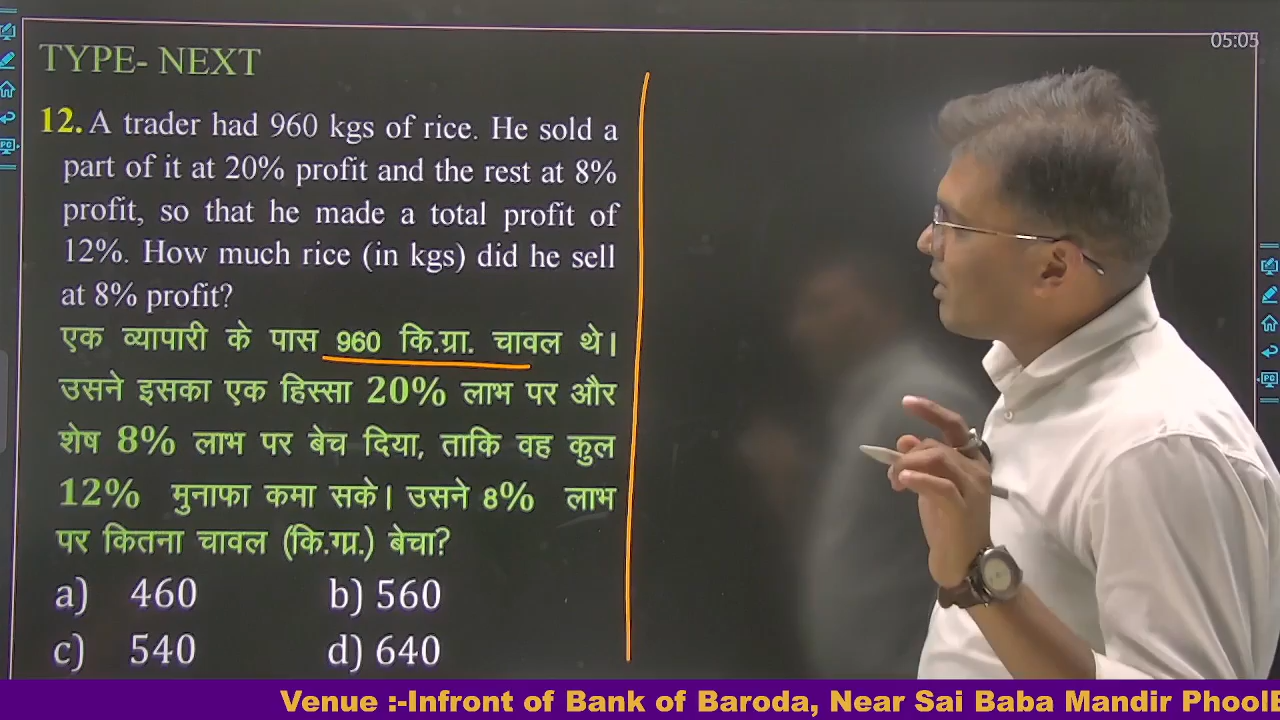 05:05
TYPE- NEXT
12. A trader had 960 kgs of rice. He sold a
part of it at 20% profit and the rest at 8%
profit, so that he made a total profit of
12%. How much rice (in kgs) did he sell
at 8% profit?
एक व्यापारी के पास 960 कि.ग्रा. चावल थे।
उसने इसका एक हिस्सा 20% लाभ पर और
शेष 8% लाभ पर बेच दिया, ताकि वह कुल
12% मुनाफा कमा सके। उसने 8% लाभ
पर कितना चावल (कि.ग्प्र.) बेचा?
a) 460 b) 560
c) 540 d) 640
Venue :-Infront of Bank of Baroda, Near Sai Baba Mandir Phool